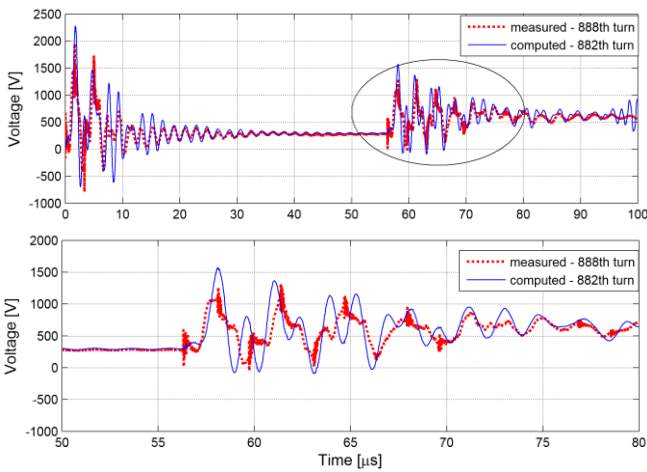 2500
2000
1500
1000
500
0
-500
-1000
Voltage [V]
measured - 888th turn
computed - 882th turn
0 10 20 30 40 50 60 70 80 90 100
2000
1500
1000
500
0
-500
-1000
Voltage [V]
measured - 888th turn
computed - 882th turn
50 55 60 65 70 75 80
Time [μs]